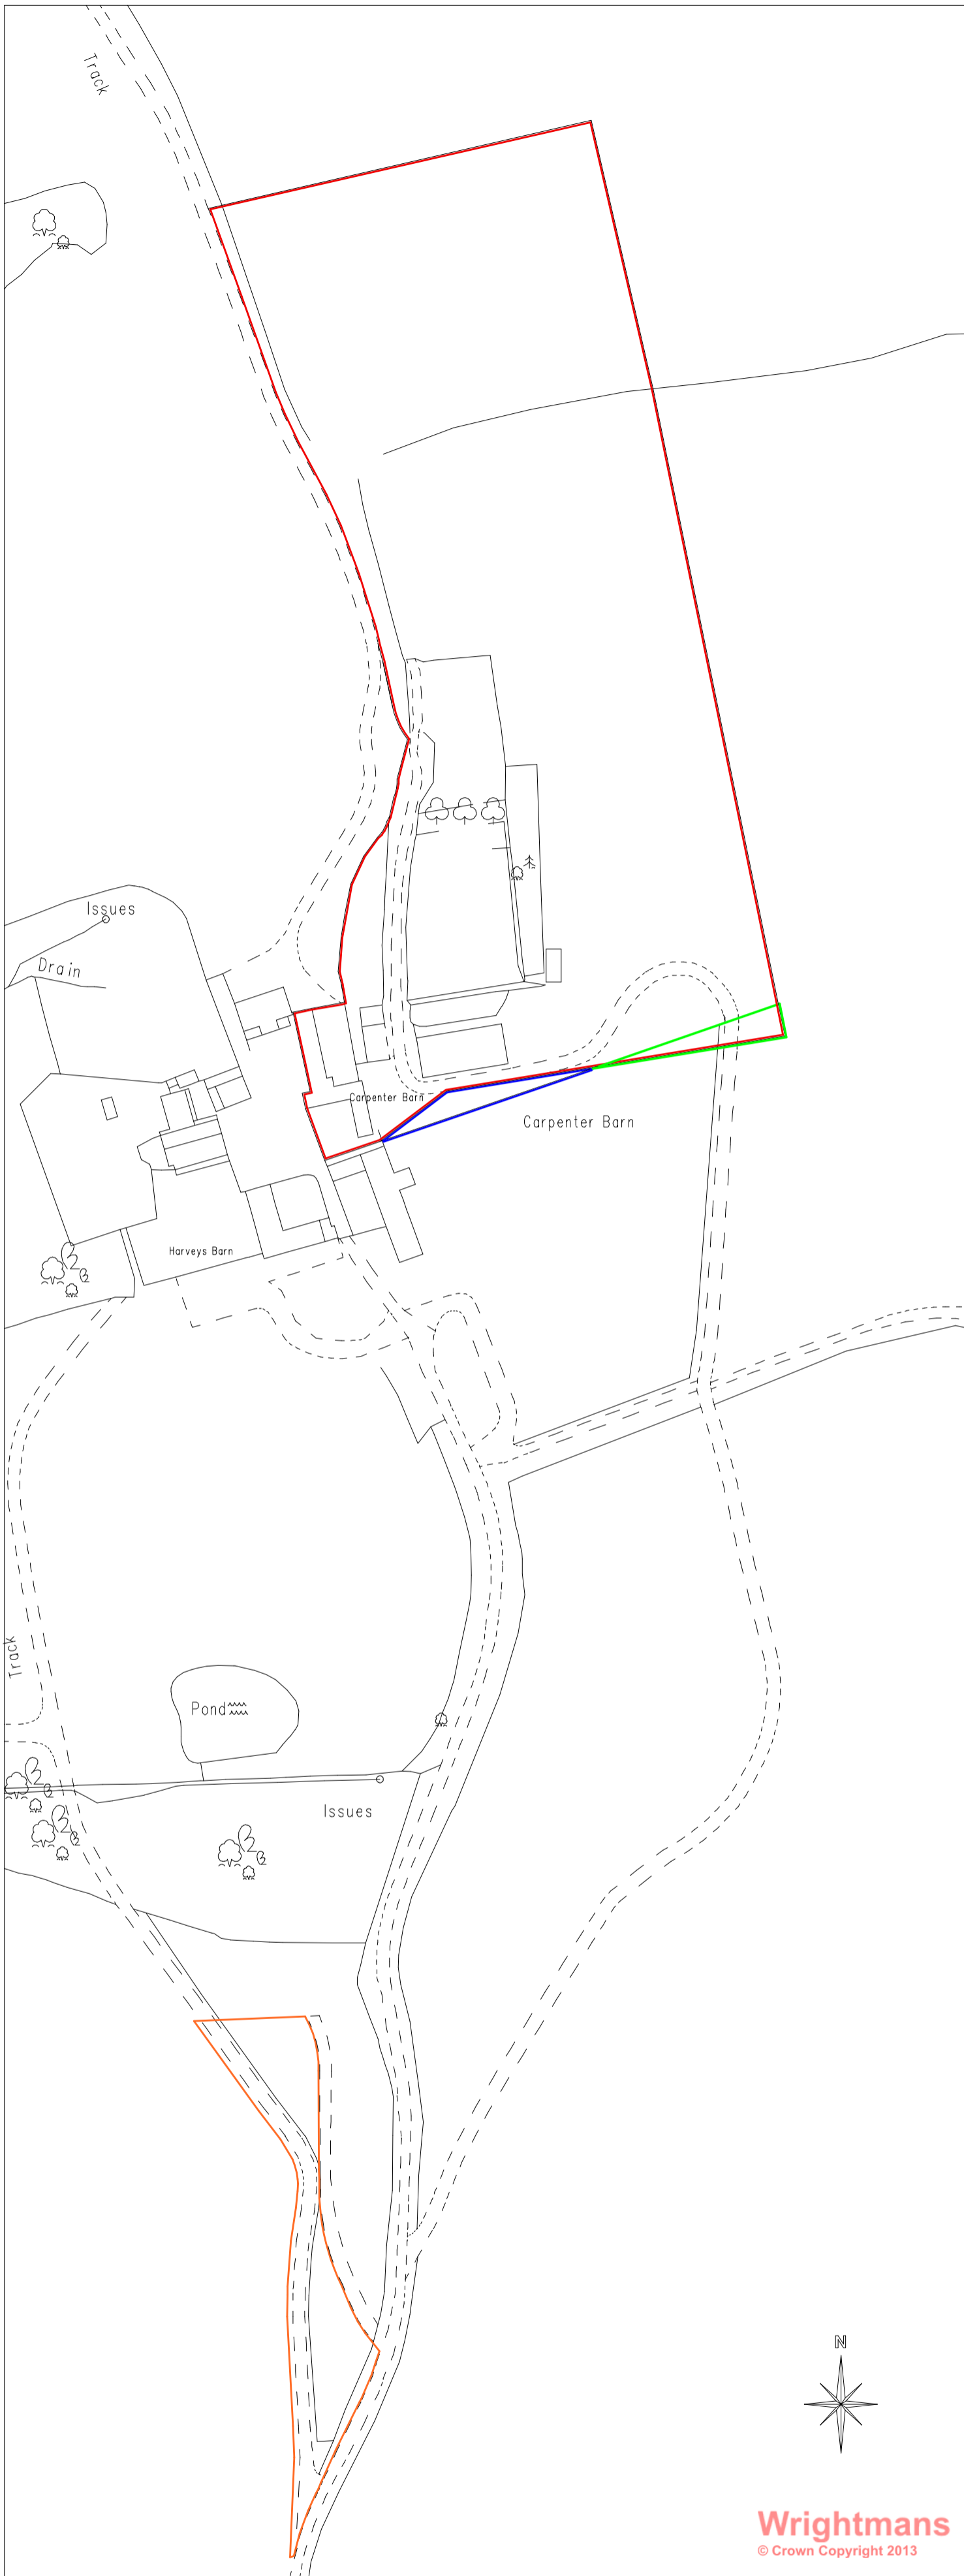 Track
Issues
Drain
Carpenter Barn
Carpenter Barn
Harveys Barn
Track
Pond
Issues
N
Wrightmans
© Crown Copyright 2013